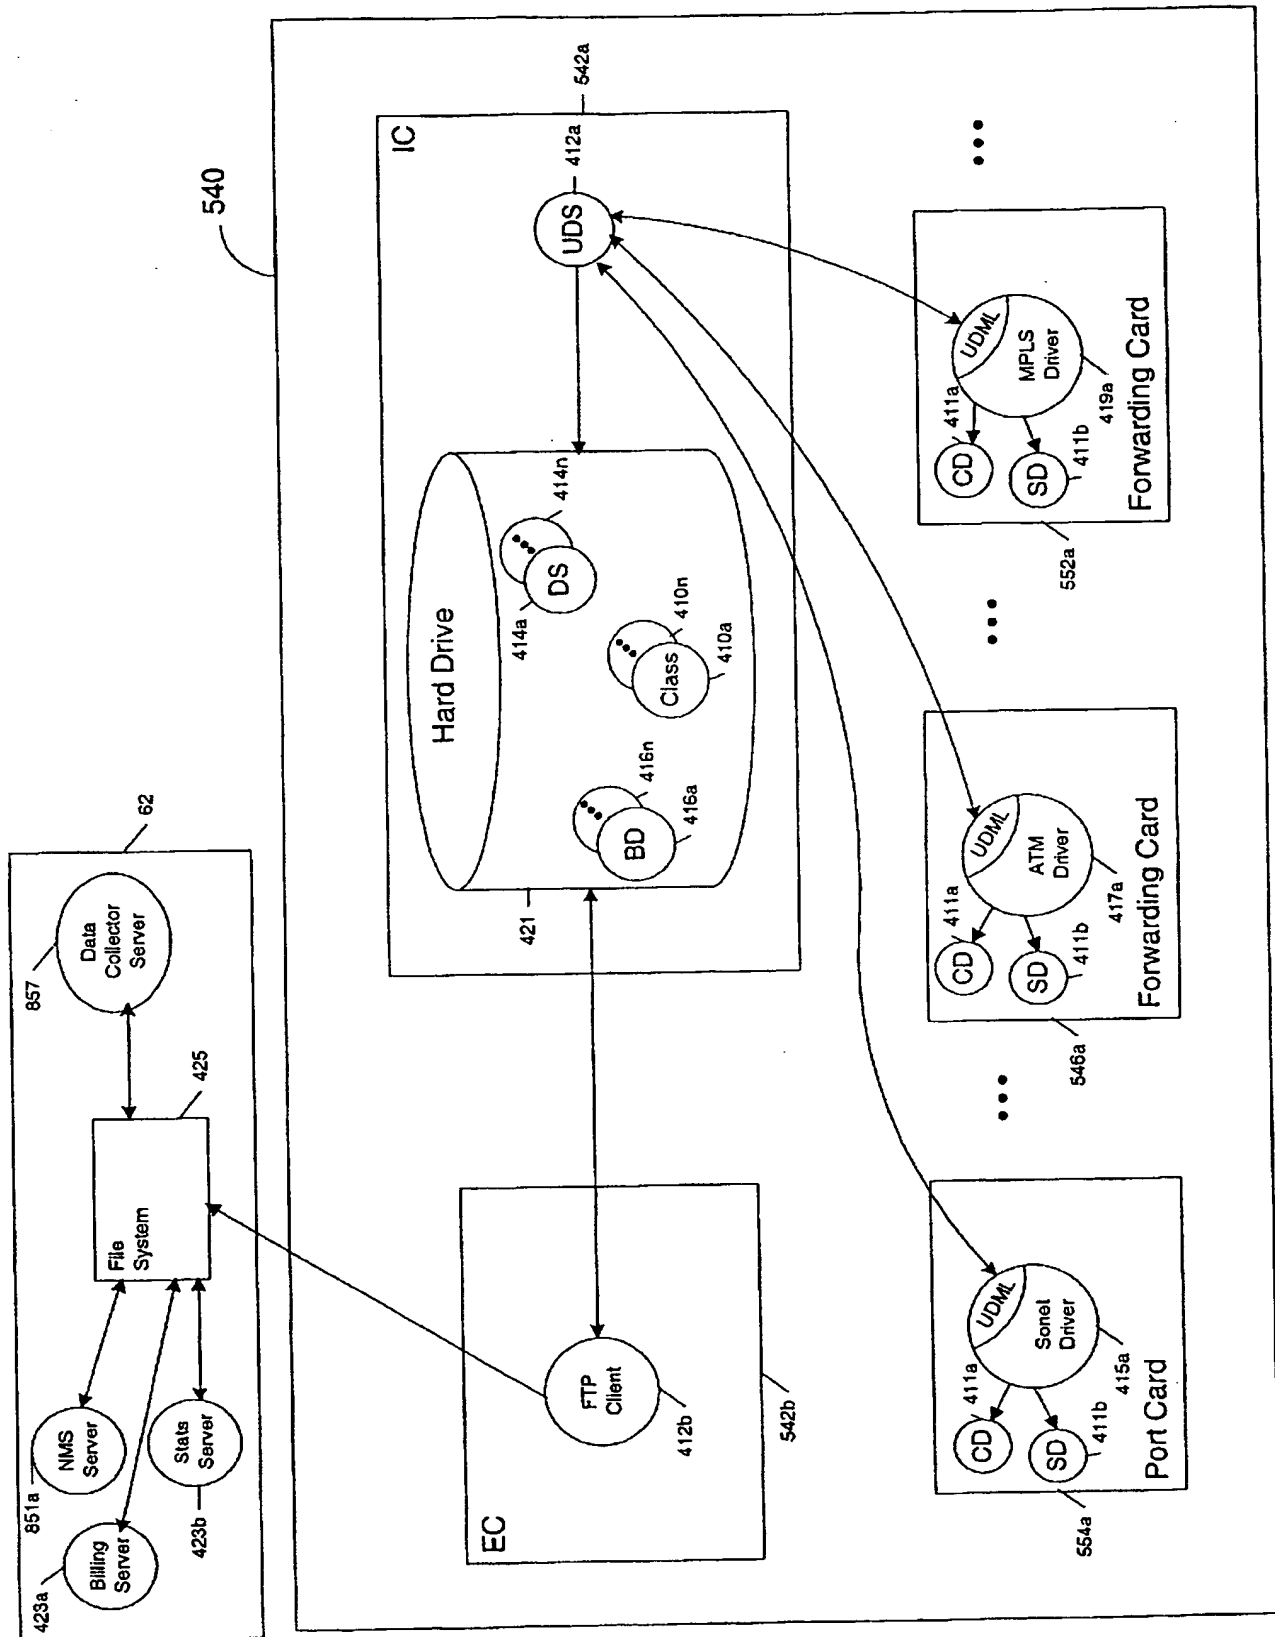 62
857
Data
Collector
Server
425
File
System
851a
NMS
Server
Stats
Server
423b
423a
Billing
Server
540
542a
IC
412a
UDS
Hard Drive
414n
414a
DS
410n
Class
410a
416n
BD
416a
421
EC
FTP
Client
412b
542b
UDML
MPLS
Driver
419a
411a
CD
SD
411b
Forwarding Card
552a
UDML
ATM
Driver
417a
411a
CD
SD
411b
Forwarding Card
546a
UDML
Sonet
Driver
415a
411a
CD
SD
411b
Port Card
554a